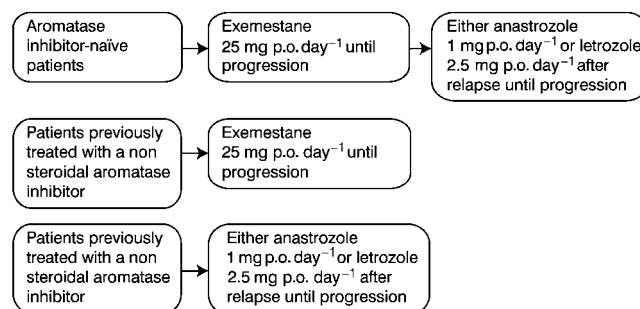 Aromatase
inhibitor-naïve
patients
Exemestane
25 mg p.o. day⁻¹ until
progression
Either anastrozole
1 mg p.o. day⁻¹ or letrozole
2.5 mg p.o. day⁻¹ after
relapse until progression
Patients previously
treated with a non
steroidal aromatase
inhibitor
Exemestane
25 mg p.o. day⁻¹ until
progression
Patients previously
treated with a non
steroidal aromatase
inhibitor
Either anastrozole
1 mg p.o. day⁻¹ or letrozole
2.5 mg p.o. day⁻¹ after
relapse until progression